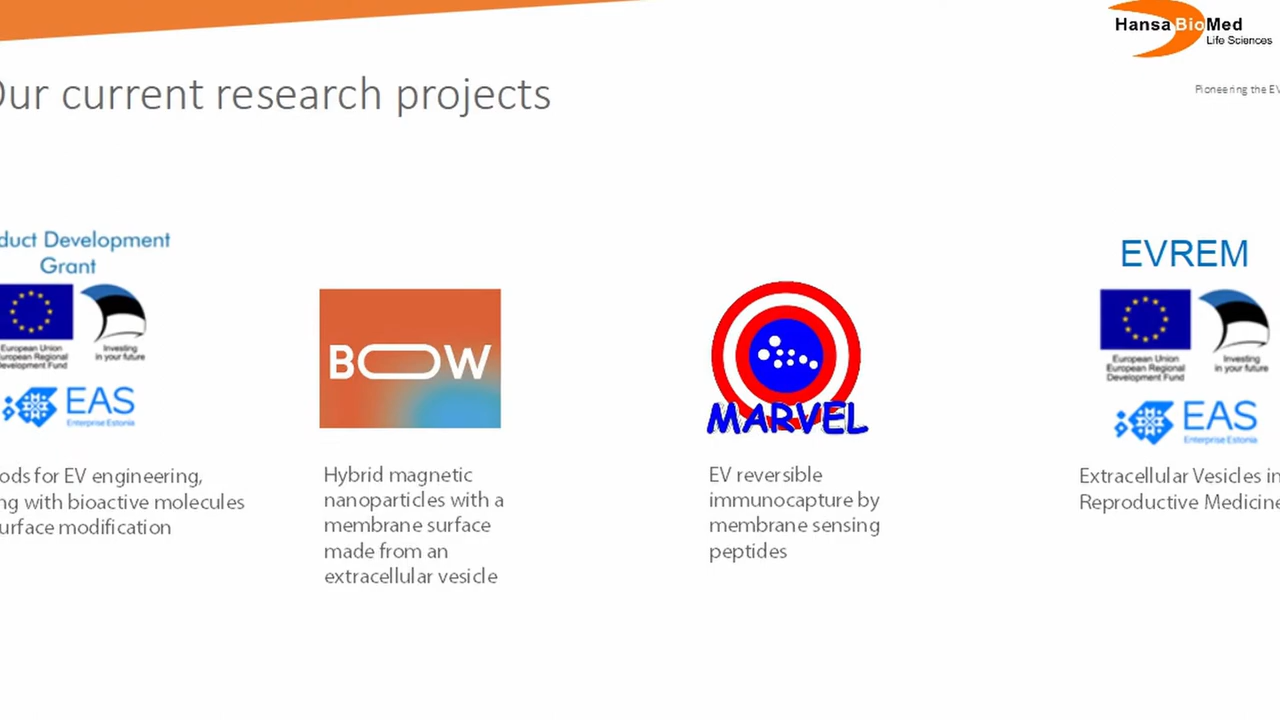 Hansa BioMed
Life Sciences
Our current research projects
Pioneering the EV
duct Development
Grant
European Union
European Regional
Development Fund
Investing
in your future
EAS
Enterprise Estonia
ods for EV engineering,
ng with bioactive molecules
urface modification
BOW
Hybrid magnetic
nanoparticles with a
membrane surface
made from an
extracellular vesicle
MARVEL
EV reversible
immunocapture by
membrane sensing
peptides
EVREM
European Union
European Regional
Development Fund
Investing
in your future
EAS
Enterprise Estonia
Extracellular Vesicles in
Reproductive Medicine